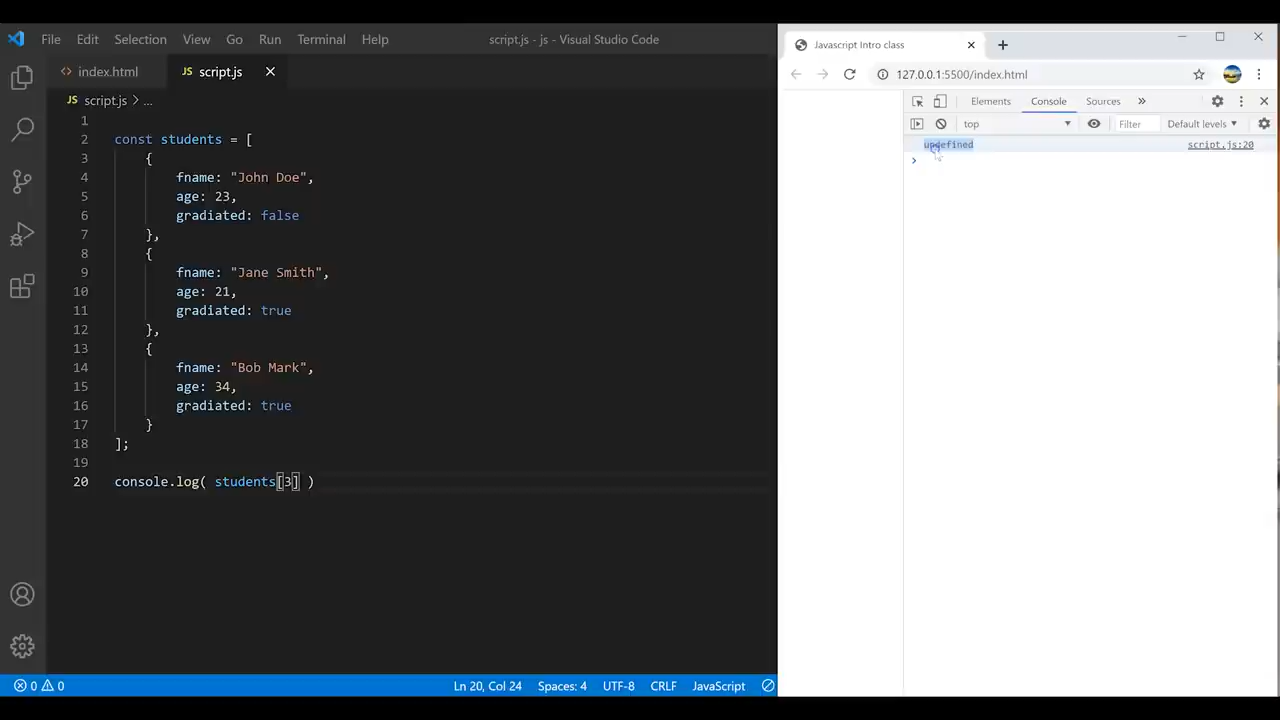 File Edit Selection View Go Run Terminal Help script.js - js - Visual Studio Code
index.html script.js
JS script.js > ...
1
2 const students = [
3 {
4 fname: "John Doe",
5 age: 23,
6 gradiated: false
7 },
8 {
9 fname: "Jane Smith",
10 age: 21,
11 gradiated: true
12 },
13 {
14 fname: "Bob Mark",
15 age: 34,
16 gradiated: true
17 }
18 ];
19
20 console.log( students[3] )
0 0 Ln 20, Col 24 Spaces: 4 UTF-8 CRLF JavaScript
Javascript Intro class
127.0.0.1:5500/index.html
Elements Console Sources
top Filter Default levels
undefined script.js:20